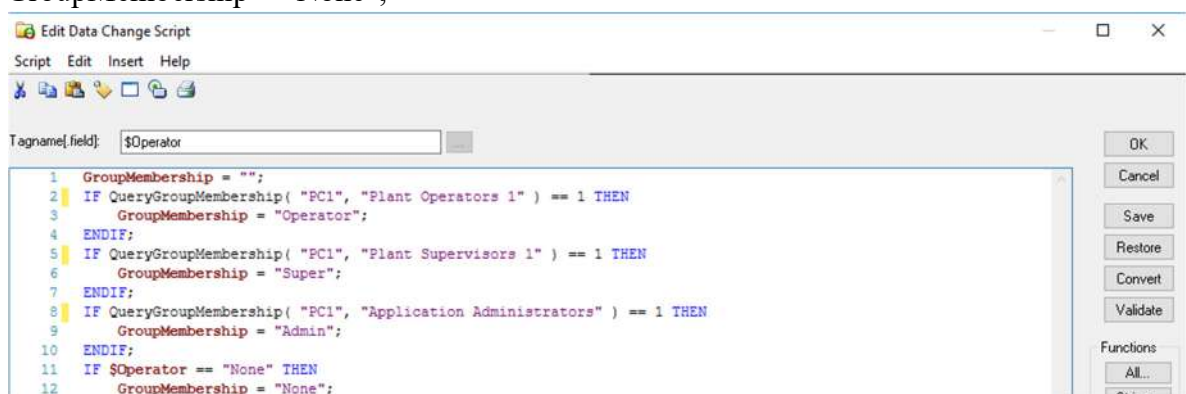 Edit Data Change Script
Script Edit Insert Help
Tagname[.field]: $Operator ...
OK
Cancel
Save
Restore
Convert
Validate
Functions
All...
1 GroupMembership = "";
2 IF QueryGroupMembership( "PC1", "Plant Operators 1" ) == 1 THEN
3 GroupMembership = "Operator";
4 ENDIF;
5 IF QueryGroupMembership( "PC1", "Plant Supervisors 1" ) == 1 THEN
6 GroupMembership = "Super";
7 ENDIF;
8 IF QueryGroupMembership( "PC1", "Application Administrators" ) == 1 THEN
9 GroupMembership = "Admin";
10 ENDIF;
11 IF $Operator == "None" THEN
12 GroupMembership = "None";